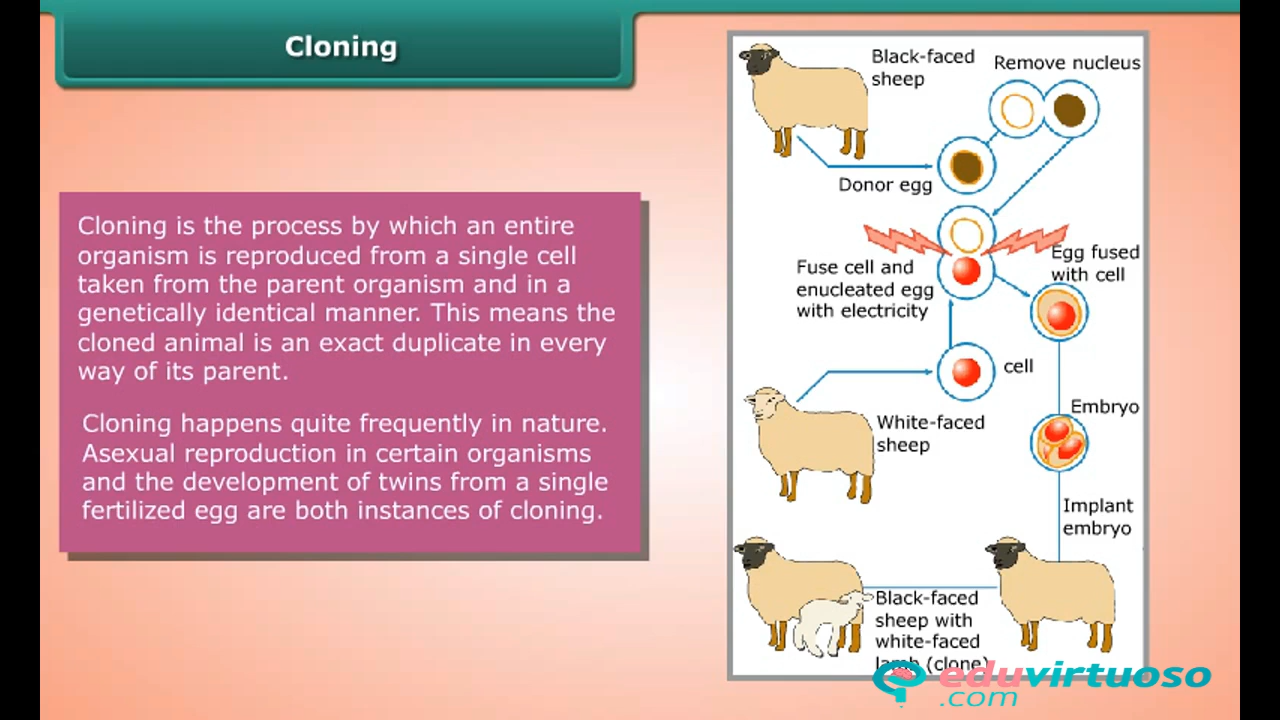 Cloning
Cloning is the process by which an entire
organism is reproduced from a single cell
taken from the parent organism and in a
genetically identical manner. This means the
cloned animal is an exact duplicate in every
way of its parent.
Cloning happens quite frequently in nature.
Asexual reproduction in certain organisms
and the development of twins from a single
fertilized egg are both instances of cloning.
Black-faced
sheep
Remove nucleus
Donor egg
Fuse cell and
enucleated egg
with electricity
Egg fused
with cell
cell
White-faced
sheep
Embryo
Implant
embryo
Black-faced
sheep with
white-faced
lamb (clone)
eduvirtuoso
.com